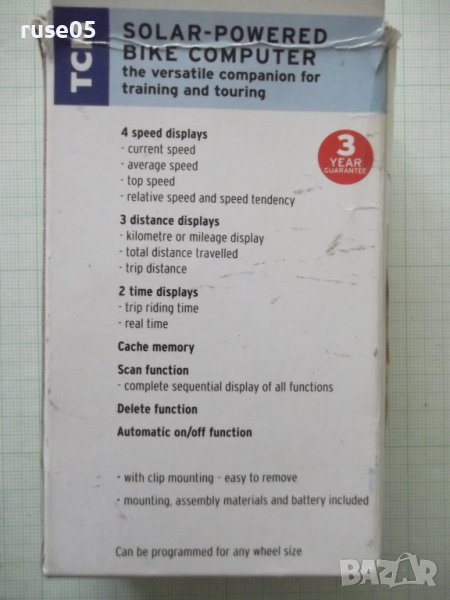 ruse05
TCM
SOLAR-POWERED
BIKE COMPUTER
the versatile companion for
training and touring
4 speed displays
- current speed
- average speed
- top speed
- relative speed and speed tendency
3
YEAR
GUARANTEE
3 distance displays
- kilometre or mileage display
- total distance travelled
- trip distance
2 time displays
- trip riding time
- real time
Cache memory
Scan function
- complete sequential display of all functions
Delete function
Automatic on/off function
• with clip mounting - easy to remove
• mounting, assembly materials and battery included
Can be programmed for any wheel size
BAZAR